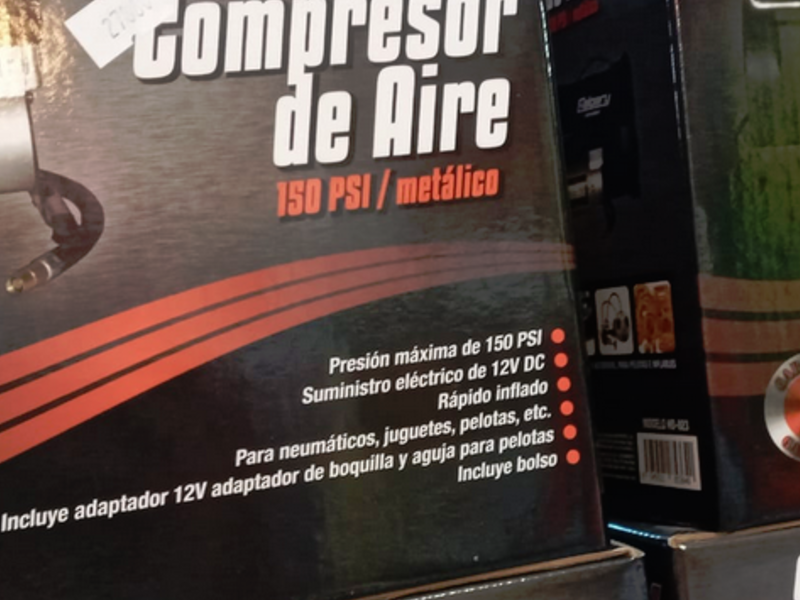 Compresor
de Aire
150 PSI / metálico
Presión máxima de 150 PSI
Suministro eléctrico de 12V DC
Rápido inflado
Para neumáticos, juguetes, pelotas, etc.
Incluye adaptador 12V adaptador de boquilla y aguja para pelotas
Incluye bolso